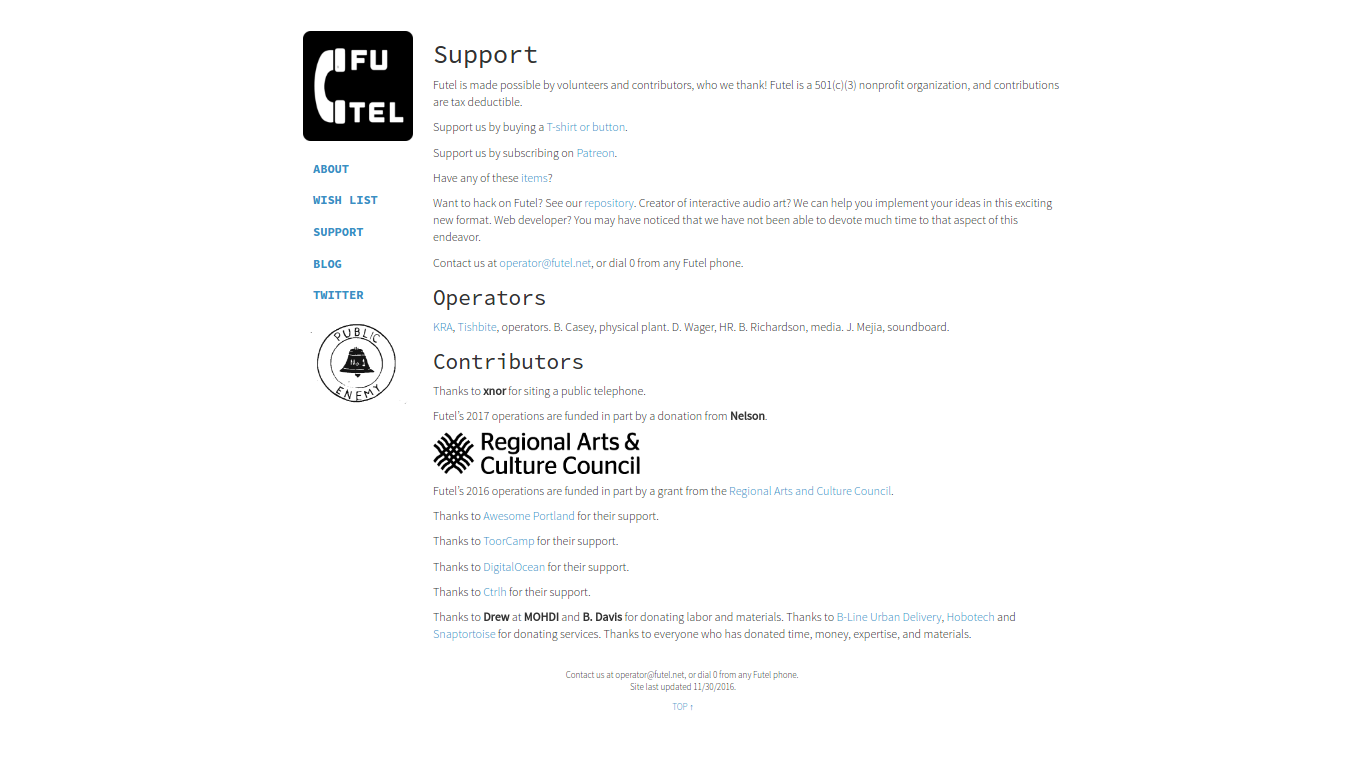 FU
TEL
ABOUT
WISH LIST
SUPPORT
BLOG
TWITTER
PUBLIC
No. 1
ENEMY
Support
Futel is made possible by volunteers and contributors, who we thank! Futel is a 501(c)(3) nonprofit organization, and contributions
are tax deductible.
Support us by buying a T-shirt or button.
Support us by subscribing on Patreon.
Have any of these items?
Want to hack on Futel? See our repository. Creator of interactive audio art? We can help you implement your ideas in this exciting
new format. Web developer? You may have noticed that we have not been able to devote much time to that aspect of this
endeavor.
Contact us at operator@futel.net, or dial 0 from any Futel phone.
Operators
KRA, Tishbite, operators. B. Casey, physical plant. D. Wager, HR. B. Richardson, media. J. Mejia, soundboard.
Contributors
Thanks to xnor for siting a public telephone.
Futel's 2017 operations are funded in part by a donation from Nelson.
Regional Arts &
Culture Council
Futel's 2016 operations are funded in part by a grant from the Regional Arts and Culture Council.
Thanks to Awesome Portland for their support.
Thanks to ToorCamp for their support.
Thanks to DigitalOcean for their support.
Thanks to Ctrlh for their support.
Thanks to Drew at MOHDI and B. Davis for donating labor and materials. Thanks to B-Line Urban Delivery, Hobotech and
Snaptortoise for donating services. Thanks to everyone who has donated time, money, expertise, and materials.
Contact us at operator@futel.net, or dial 0 from any Futel phone.
Site last updated 11/30/2016.
TOP ↑